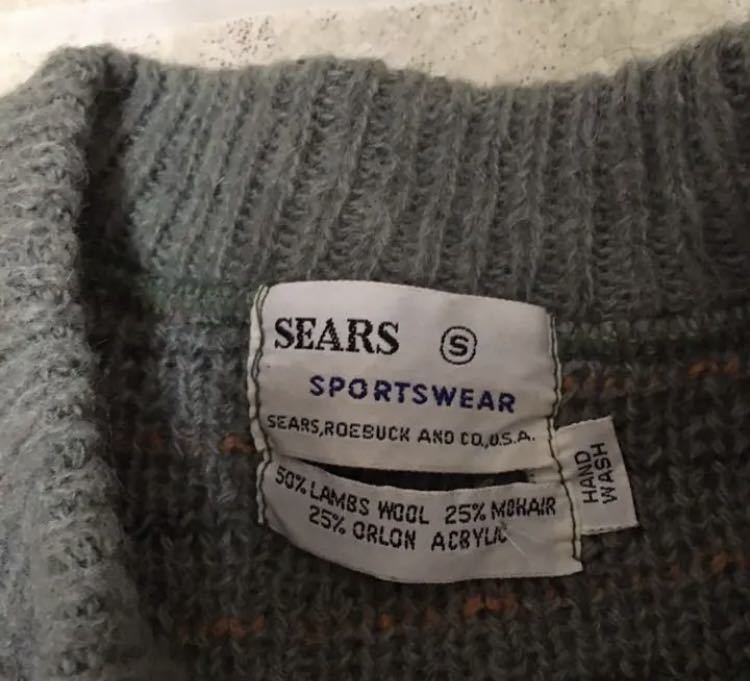 SEARS S
SPORTSWEAR
SEARS,ROEBUCK AND CO.,U.S.A.
50% LAMBS WOOL 25% MOHAIR
25% ORLON ACRYLIC
HAND
WASH